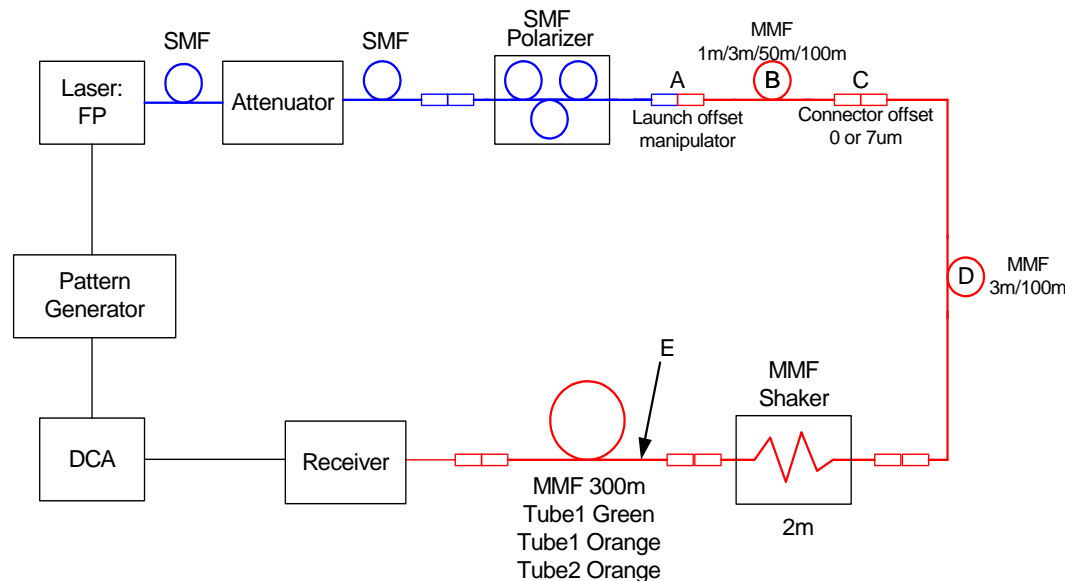 SMF
SMF
SMF
Polarizer
MMF
1m/3m/50m/100m
Laser:
FP
Attenuator
A
B
C
Launch offset
manipulator
Connector offset
0 or 7um
Pattern
Generator
D
MMF
3m/100m
E
MMF
Shaker
DCA
Receiver
MMF 300m
Tube1 Green
Tube1 Orange
Tube2 Orange
2m